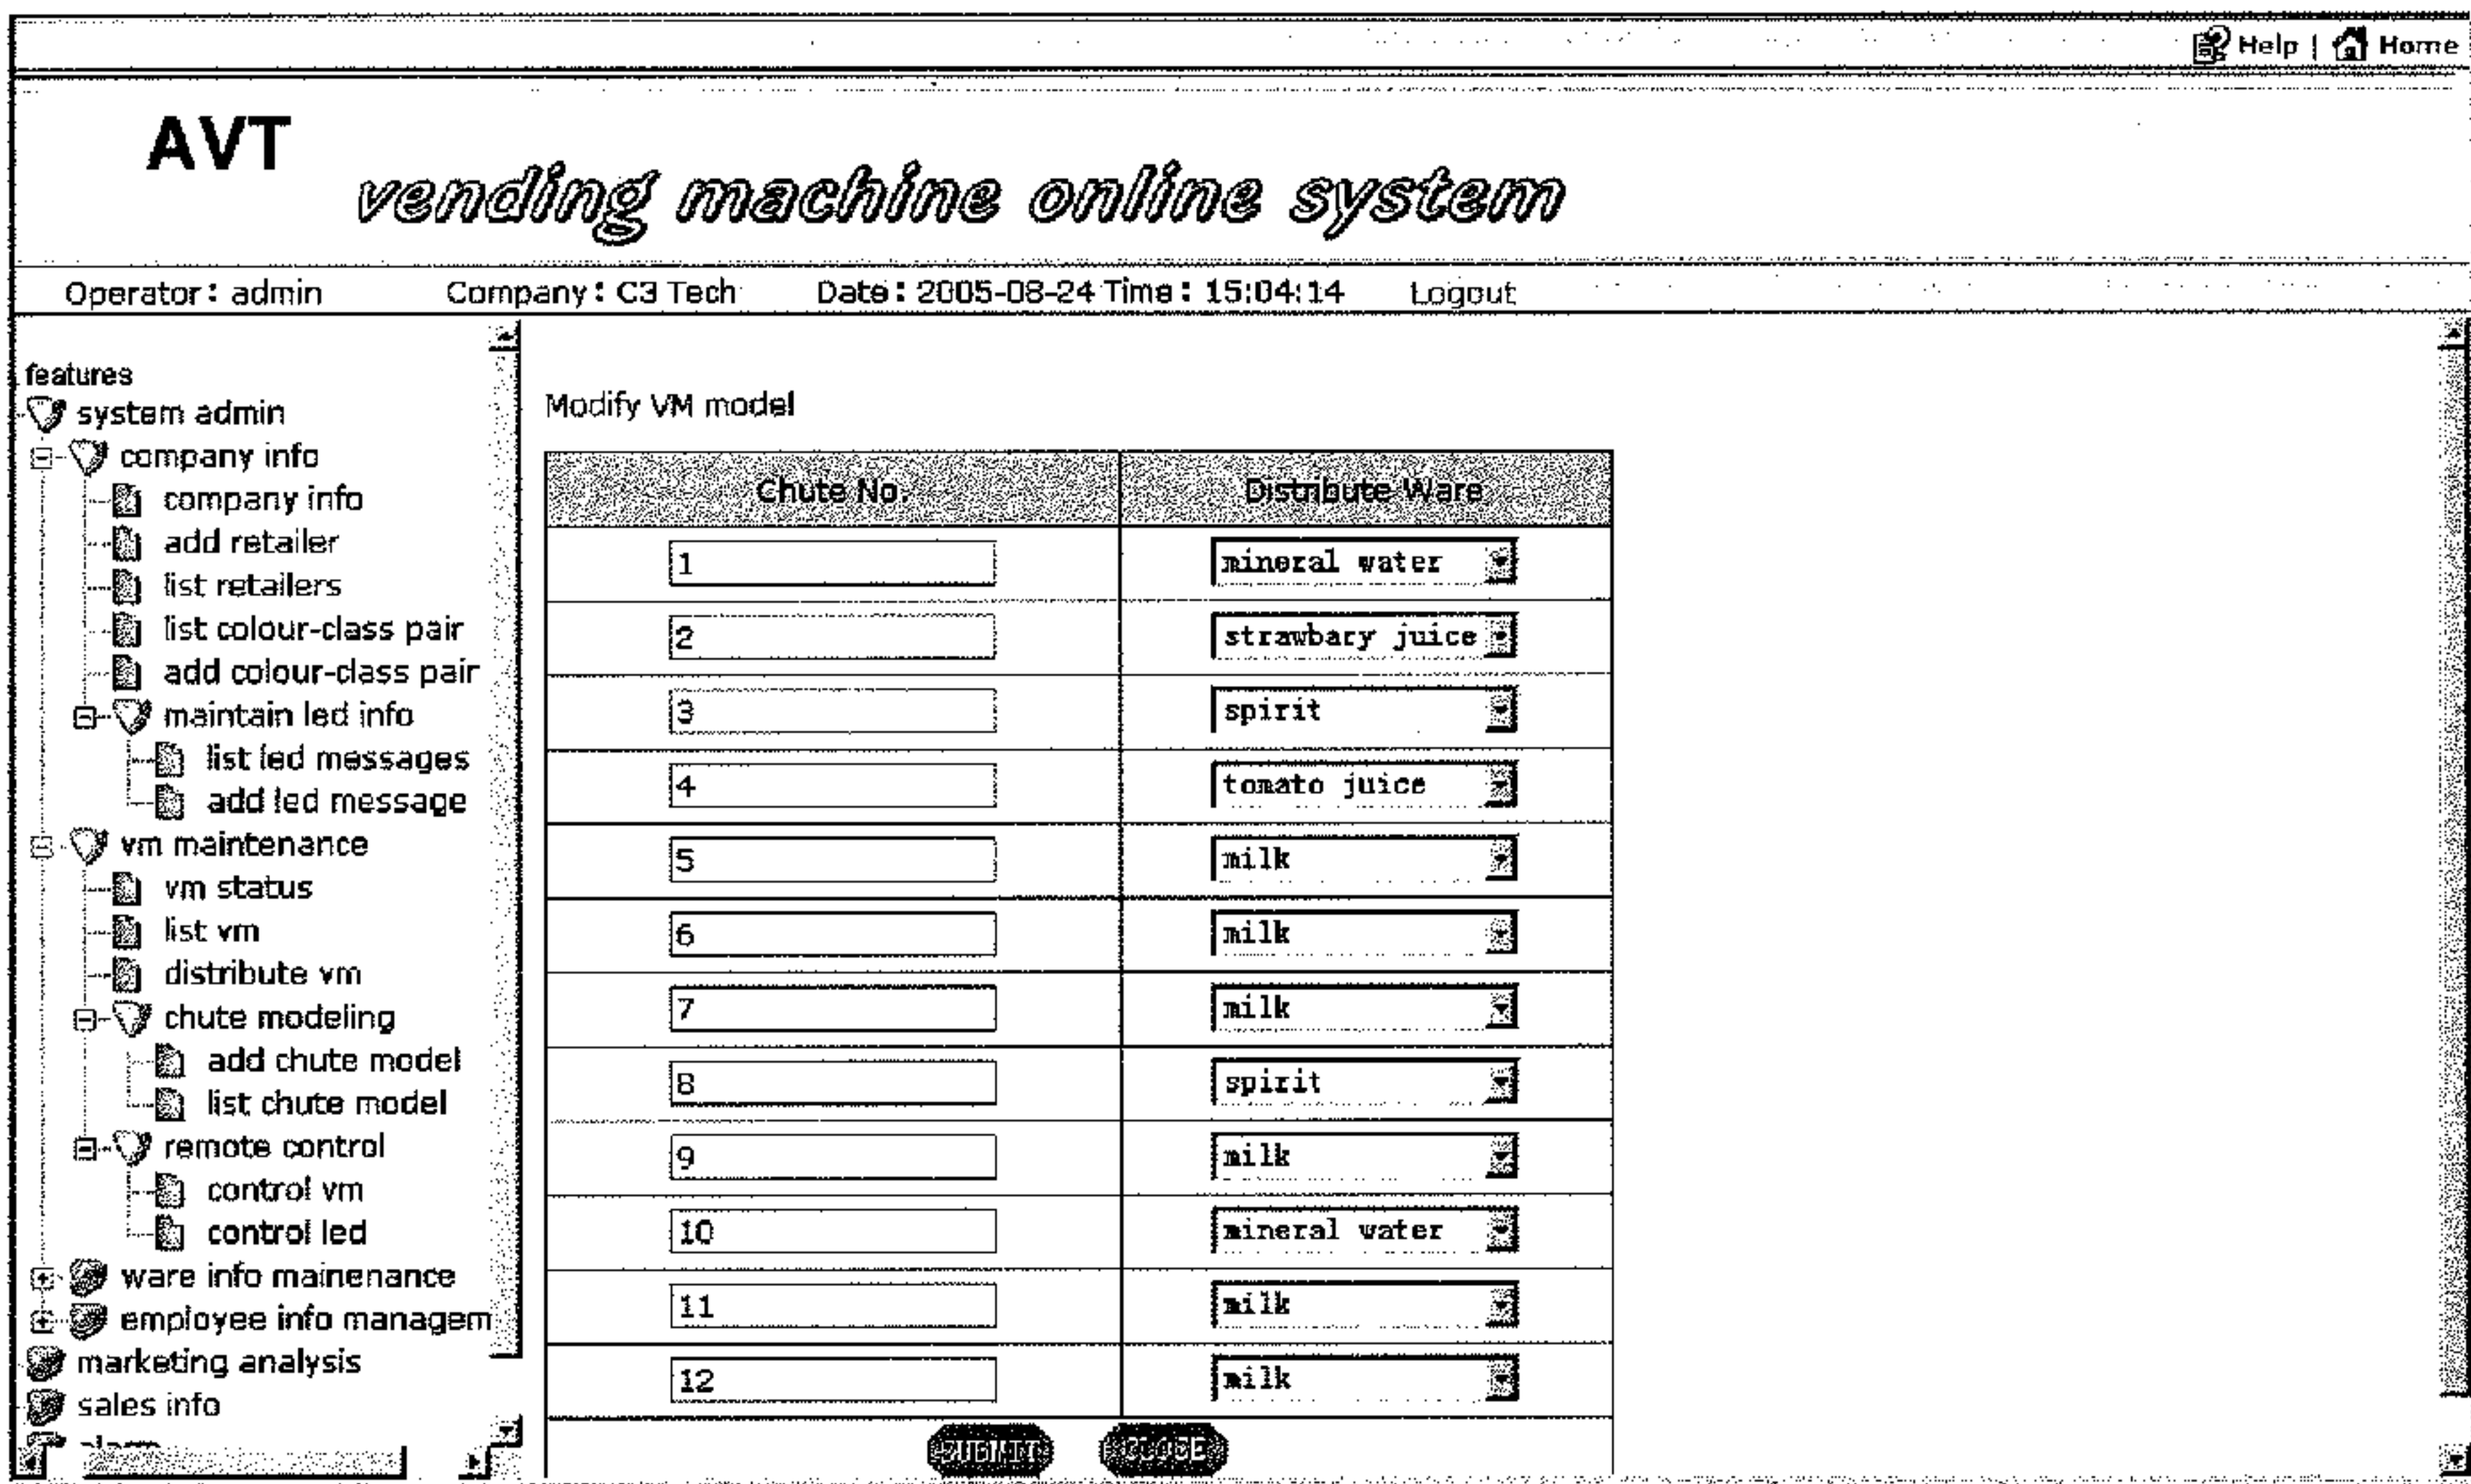 Help | Home
AVT
vending machine online system
Operator: admin Company: C3 Tech Date: 2005-08-24 Time: 15:04:14 Logout
features
system admin
company info
company info
add retailer
list retailers
list colour-class pair
add colour-class pair
maintain led info
list led messages
add led message
vm maintenance
vm status
list vm
distribute vm
chute modeling
add chute model
list chute model
remote control
control vm
control led
ware info mainenance
employee info managem
marketing analysis
sales info
Modify VM model
Chute No. Distribute Ware
1 mineral water
2 strawbary juice
3 spirit
4 tomato juice
5 milk
6 milk
7 milk
8 spirit
9 milk
10 mineral water
11 milk
12 milk
SUBMIT CLOSE